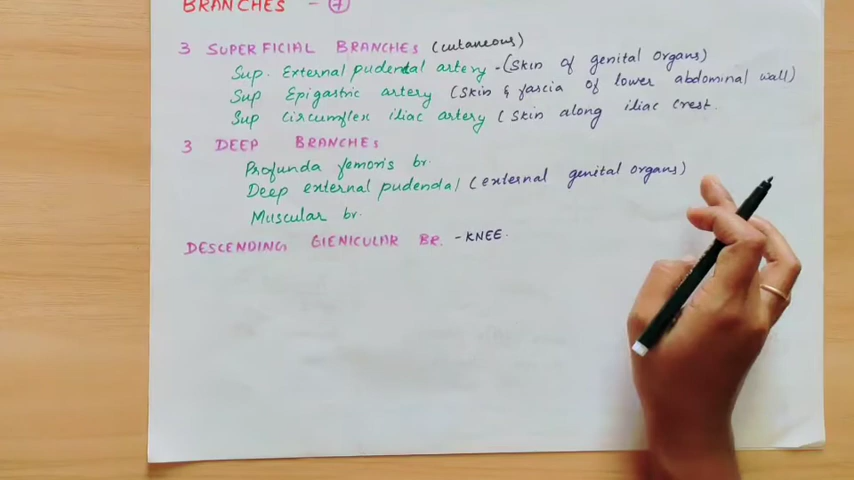 BRANCHES - 7
3 SUPERFICIAL BRANCHES (cutaneous)
Sup. External pudendal artery - (Skin of genital organs)
Sup Epigastric artery (Skin & fascia of lower abdominal wall)
Sup Circumflex iliac artery (Skin along iliac crest.
3 DEEP BRANCHES
Profunda femoris br.
Deep external pudendal (external genital organs)
Muscular br.
DESCENDING GENICULAR BR. - KNEE.